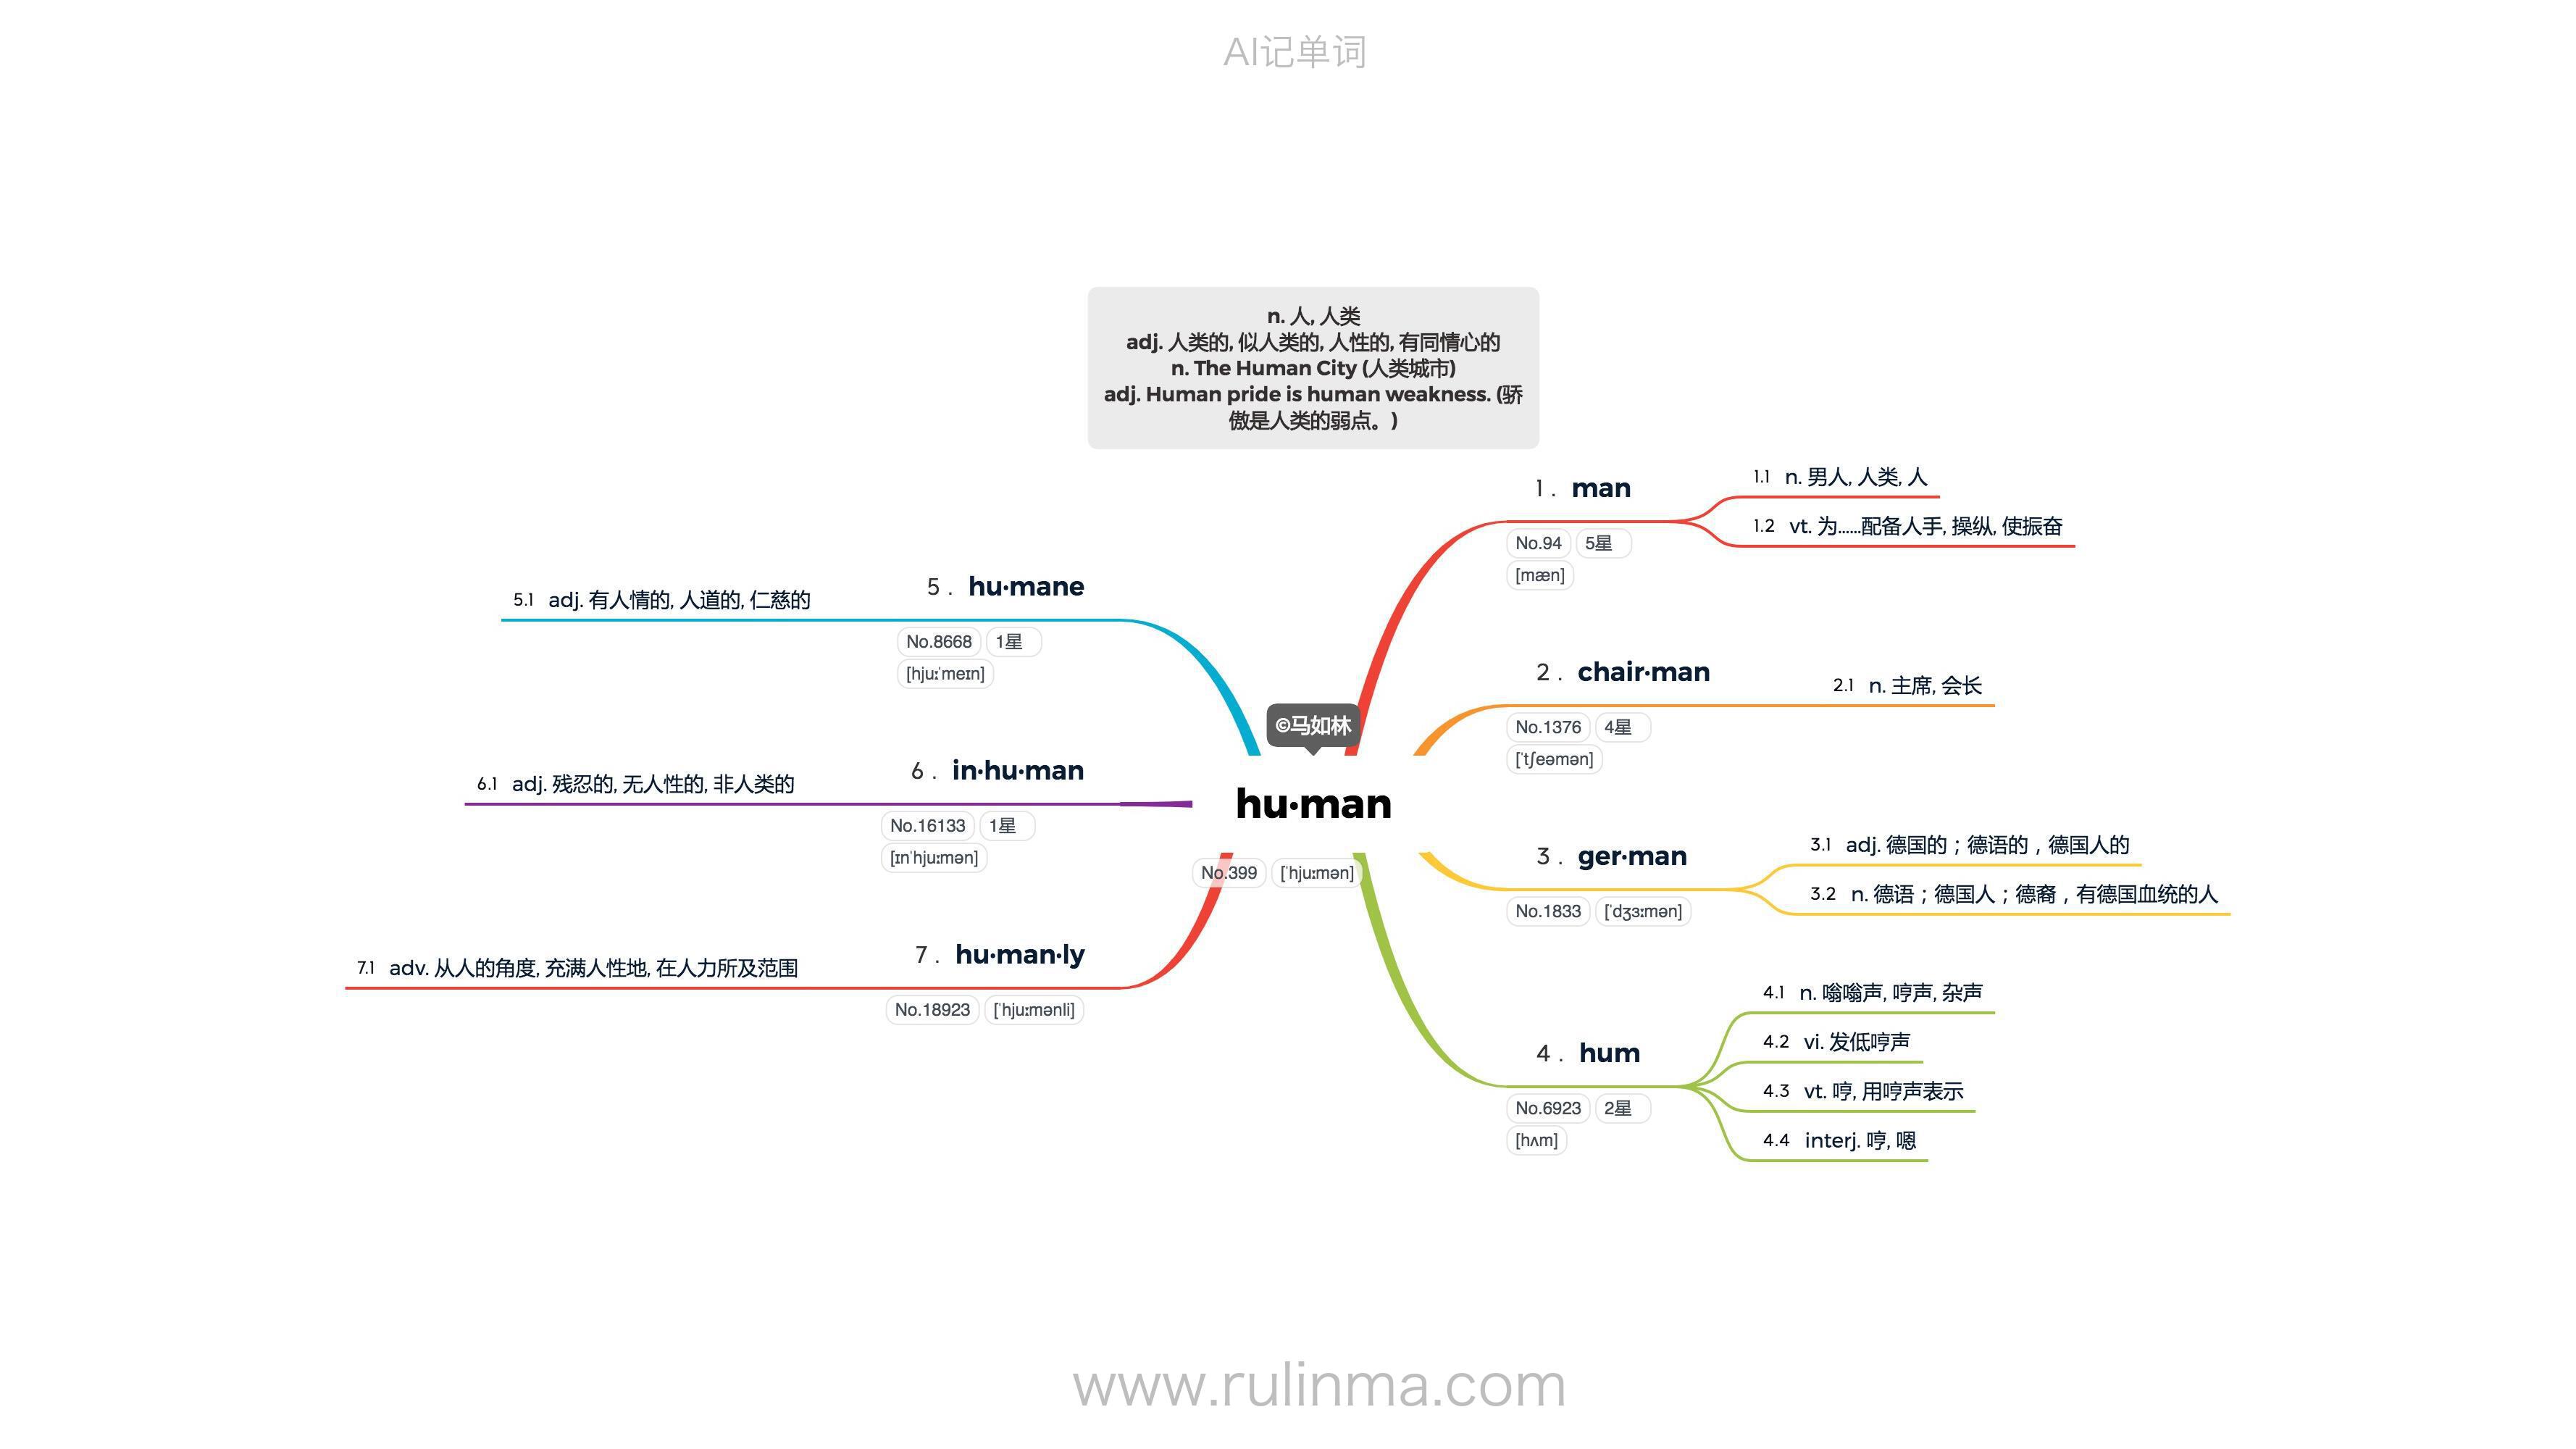 AI记单词
n. 人, 人类
adj. 人类的, 似人类的, 人性的, 有同情心的
n. The Human City (人类城市)
adj. Human pride is human weakness. (骄
傲是人类的弱点。)
©马如林
hu·man
No.399 [ˈhjuːmən]
1 . man
No.94 5星
[mæn]
1.1 n. 男人, 人类, 人
1.2 vt. 为......配备人手, 操纵, 使振奋
2 . chair·man
No.1376 4星
[ˈtʃeəmən]
2.1 n. 主席, 会长
3 . ger·man
No.1833 [ˈdʒɜːmən]
3.1 adj. 德国的；德语的，德国人的
3.2 n. 德语；德国人；德裔，有德国血统的人
4 . hum
No.6923 2星
[hʌm]
4.1 n. 嗡嗡声, 哼声, 杂声
4.2 vi. 发低哼声
4.3 vt. 哼, 用哼声表示
4.4 interj. 哼, 嗯
5 . hu·mane
No.8668 1星
[hjuːˈmeɪn]
5.1 adj. 有人情的, 人道的, 仁慈的
6 . in·hu·man
No.16133 1星
[ɪnˈhjuːmən]
6.1 adj. 残忍的, 无人性的, 非人类的
7 . hu·man·ly
No.18923 [ˈhjuːmənli]
7.1 adv. 从人的角度, 充满人性地, 在人力所及范围
www.rulinma.com